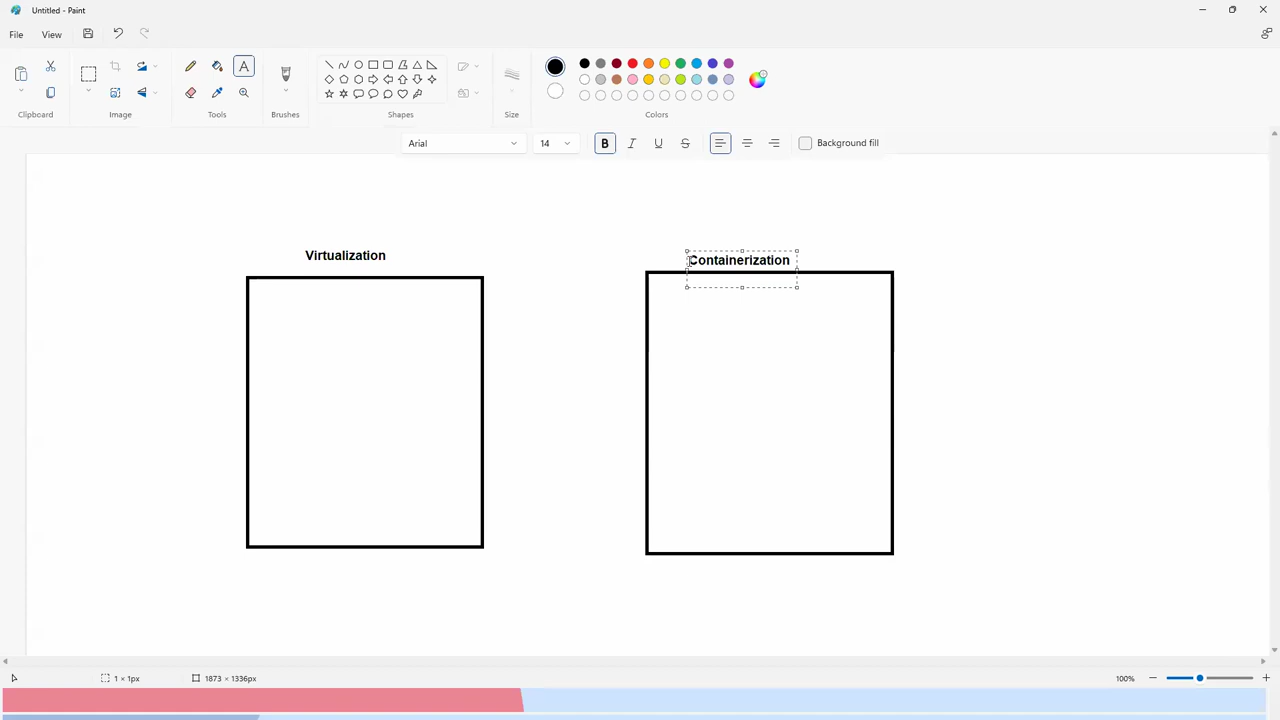 Untitled - Paint
File View
A
Clipboard Image Tools Brushes Shapes Size Colors
Arial 14 B I U S Background fill
Virtualization
Containerization
1 × 1px 1873 × 1336px 100%